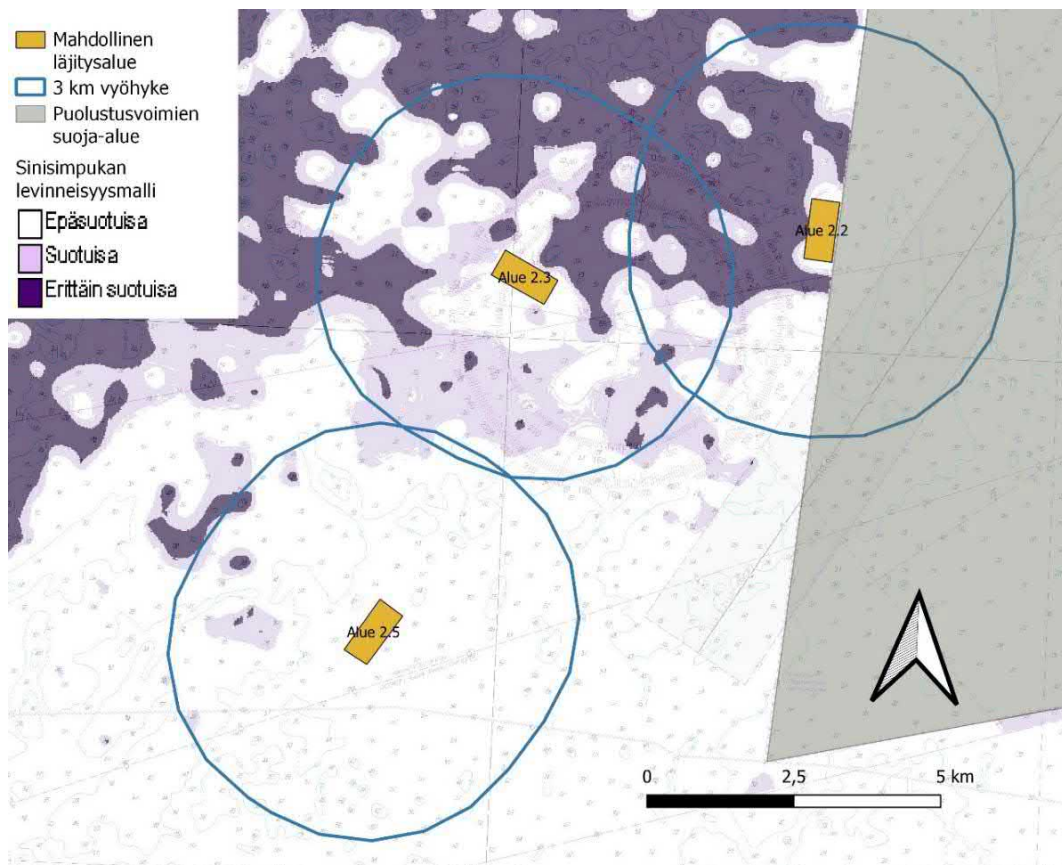 Mahdollinen
läjitysalue
3 km vyöhyke
Puolustusvoimien
suoja-alue
Sinisimpukan
levinneisyysmalli
Epäsuotuisa
Suotuisa
Erittäin suotuisa
Alue 2.2
Alue 2.3
Alue 2.5
0 2,5 5 km